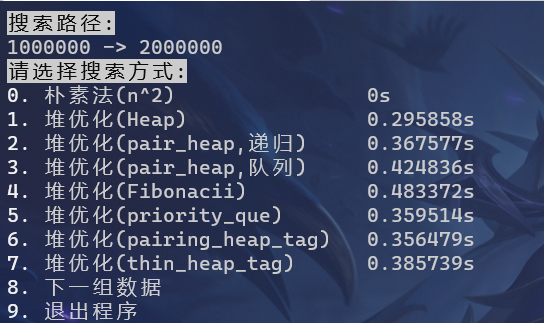 搜索路径:
1000000 -> 2000000
请选择搜索方式:
0. 朴素法(n^2) 0s
1. 堆优化(Heap) 0.295858s
2. 堆优化(pair_heap,递归) 0.367577s
3. 堆优化(pair_heap,队列) 0.424836s
4. 堆优化(Fibonacii) 0.483372s
5. 堆优化(priority_que) 0.359514s
6. 堆优化(pairing_heap_tag) 0.356479s
7. 堆优化(thin_heap_tag) 0.385739s
8. 下一组数据
9. 退出程序